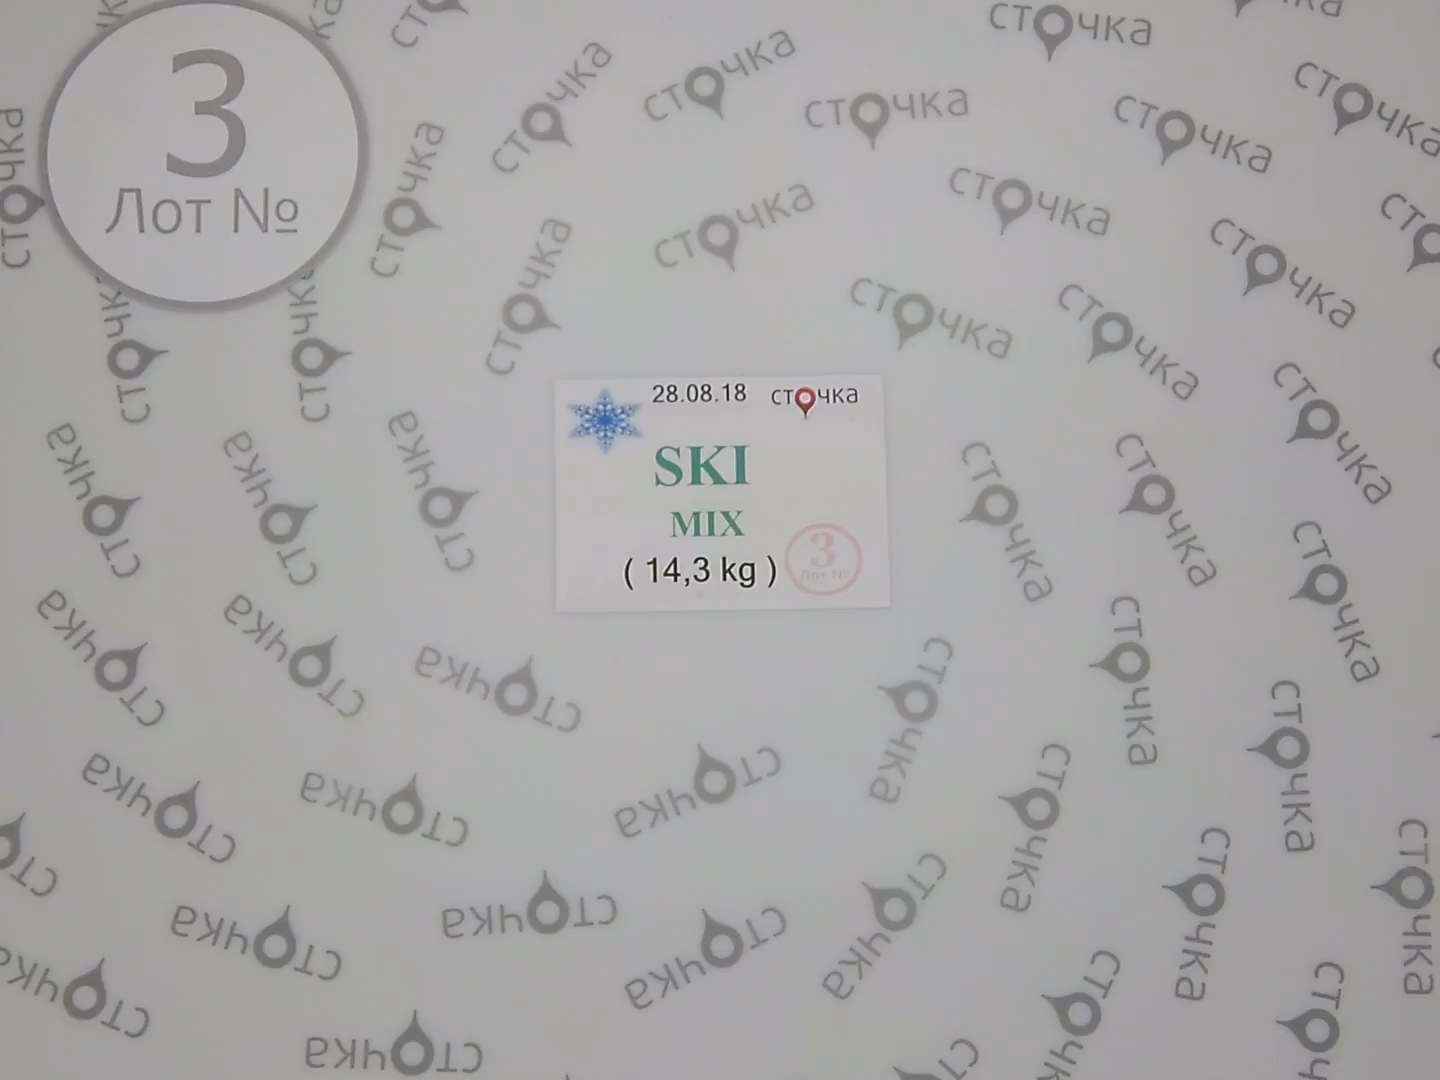 3
Лот №
28.08.18 сточка
SKI
MIX
( 14,3 kg )
3
Лот №
сточка